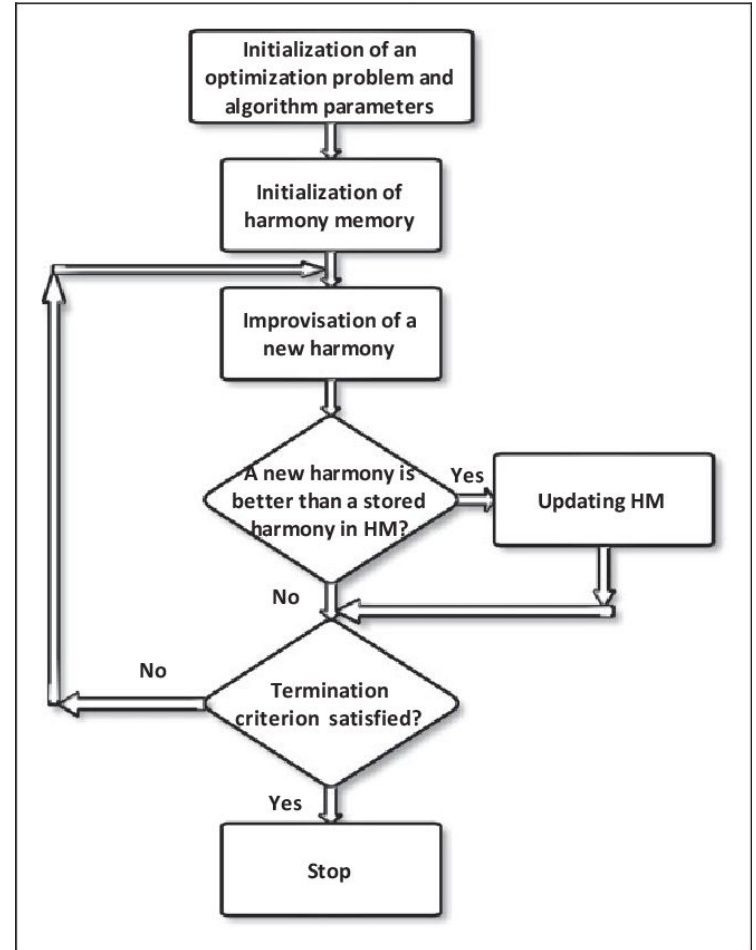 Initialization of an
optimization problem and
algorithm parameters
Initialization of
harmony memory
Improvisation of a
new harmony
A new harmony is
better than a stored
harmony in HM?
Yes
Updating HM
No
Termination
criterion satisfied?
No
Yes
Stop